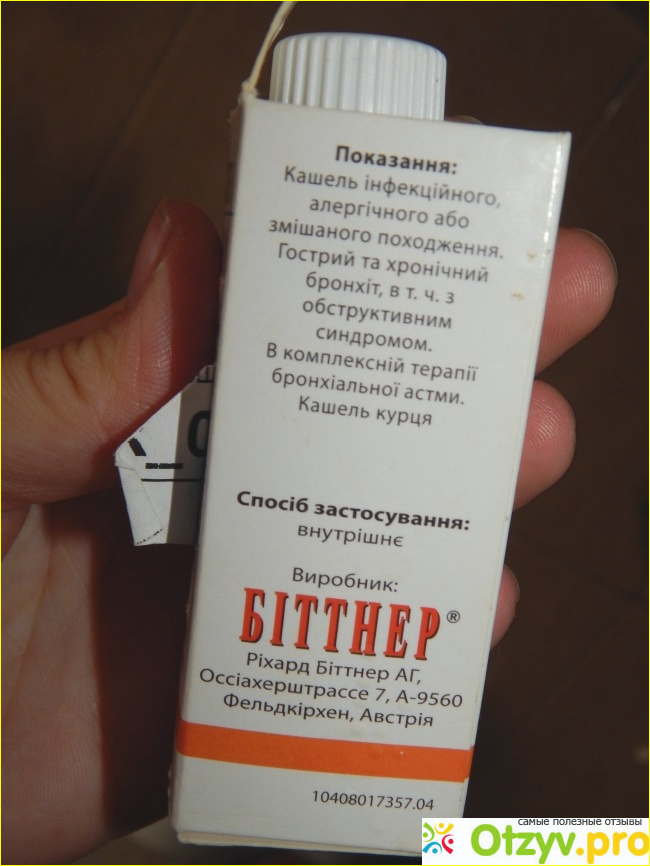 Показання:
Кашель інфекційного,
алергічного або
змішаного походження.
Гострий та хронічний
бронхіт, в т. ч. з
обструктивним
синдромом.
В комплексній терапії
бронхіальної астми.
Кашель курця
Спосіб застосування:
внутрішнє
Виробник:
БІТТНЕР®
Ріхард Біттнер АГ,
Оссіахерштрассе 7, А-9560
Фельдкірхен, Австрія
10408017357.04
самые полезные отзывы
Otzyv.pro